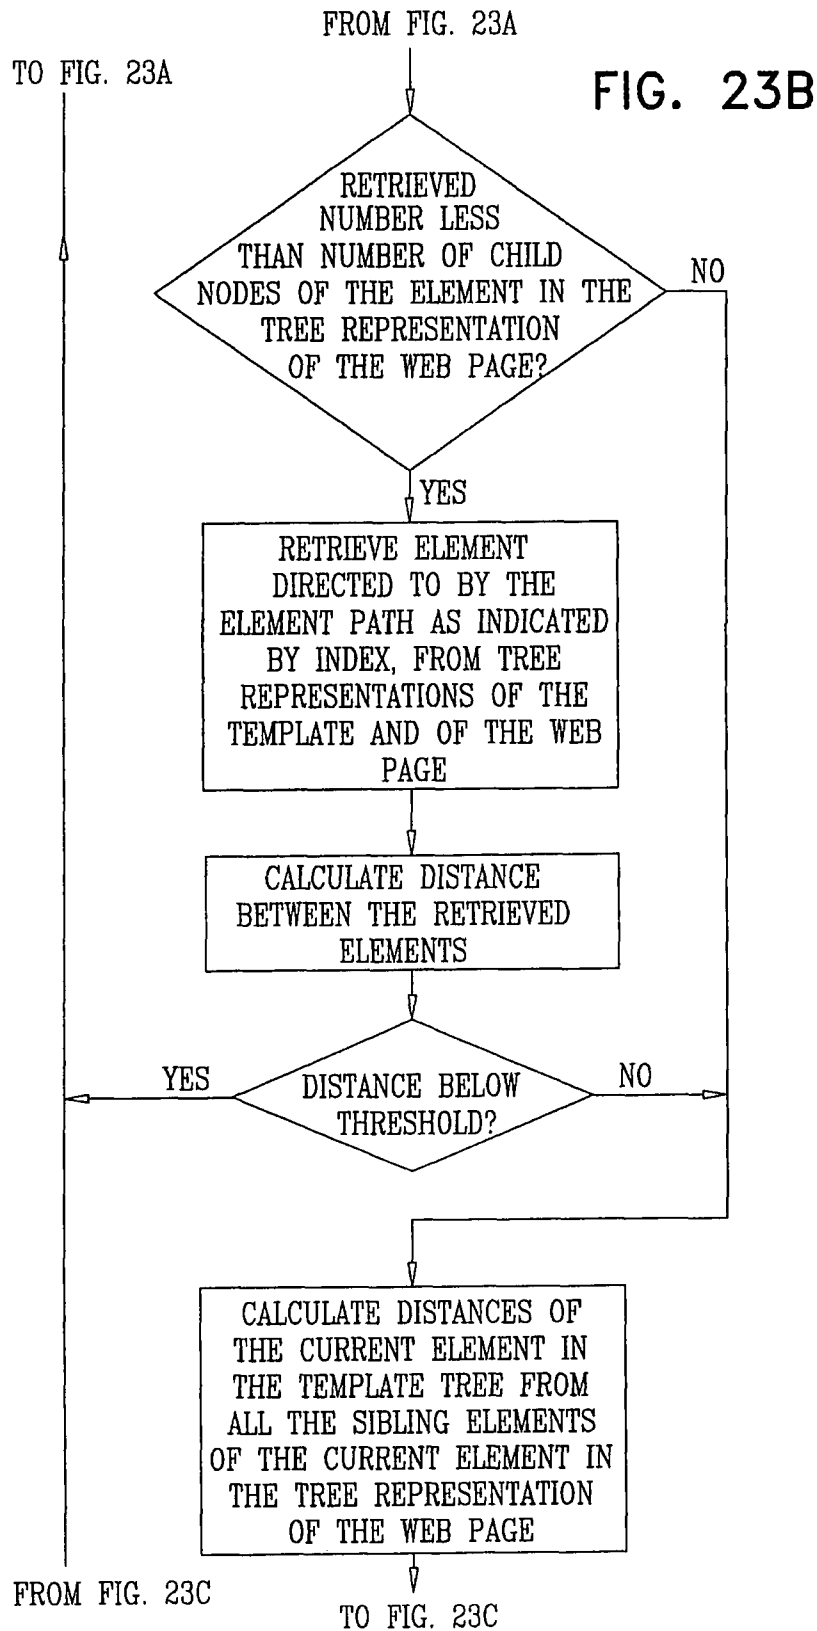 FROM FIG. 23A
TO FIG. 23A
FIG. 23B
RETRIEVED
NUMBER LESS
THAN NUMBER OF CHILD
NODES OF THE ELEMENT IN THE
TREE REPRESENTATION
OF THE WEB PAGE?
NO
YES
RETRIEVE ELEMENT
DIRECTED TO BY THE
ELEMENT PATH AS INDICATED
BY INDEX, FROM TREE
REPRESENTATIONS OF THE
TEMPLATE AND OF THE WEB
PAGE
CALCULATE DISTANCE
BETWEEN THE RETRIEVED
ELEMENTS
YES
DISTANCE BELOW
THRESHOLD?
NO
CALCULATE DISTANCES OF
THE CURRENT ELEMENT IN
THE TEMPLATE TREE FROM
ALL THE SIBLING ELEMENTS
OF THE CURRENT ELEMENT IN
THE TREE REPRESENTATION
OF THE WEB PAGE
FROM FIG. 23C
TO FIG. 23C